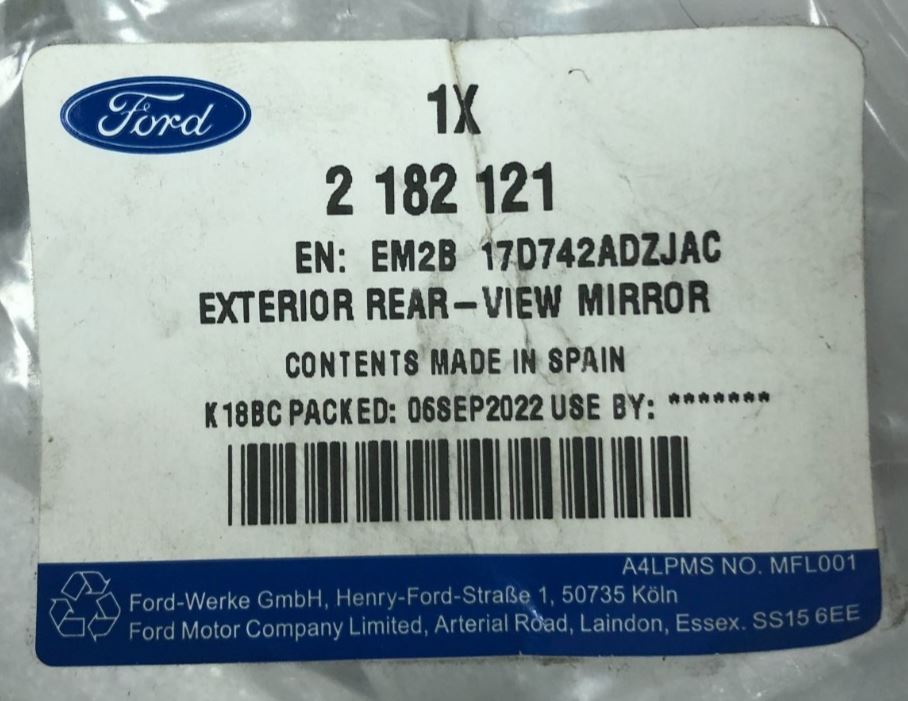 Ford
1X
2 182 121
EN: EM2B 17D742ADZJAC
EXTERIOR REAR-VIEW MIRROR
CONTENTS MADE IN SPAIN
K18BC PACKED: 06SEP2022 USE BY: *******
A4LPMS NO. MFL001
Ford-Werke GmbH, Henry-Ford-Straße 1, 50735 Köln
Ford Motor Company Limited, Arterial Road, Laindon, Essex. SS15 6EE